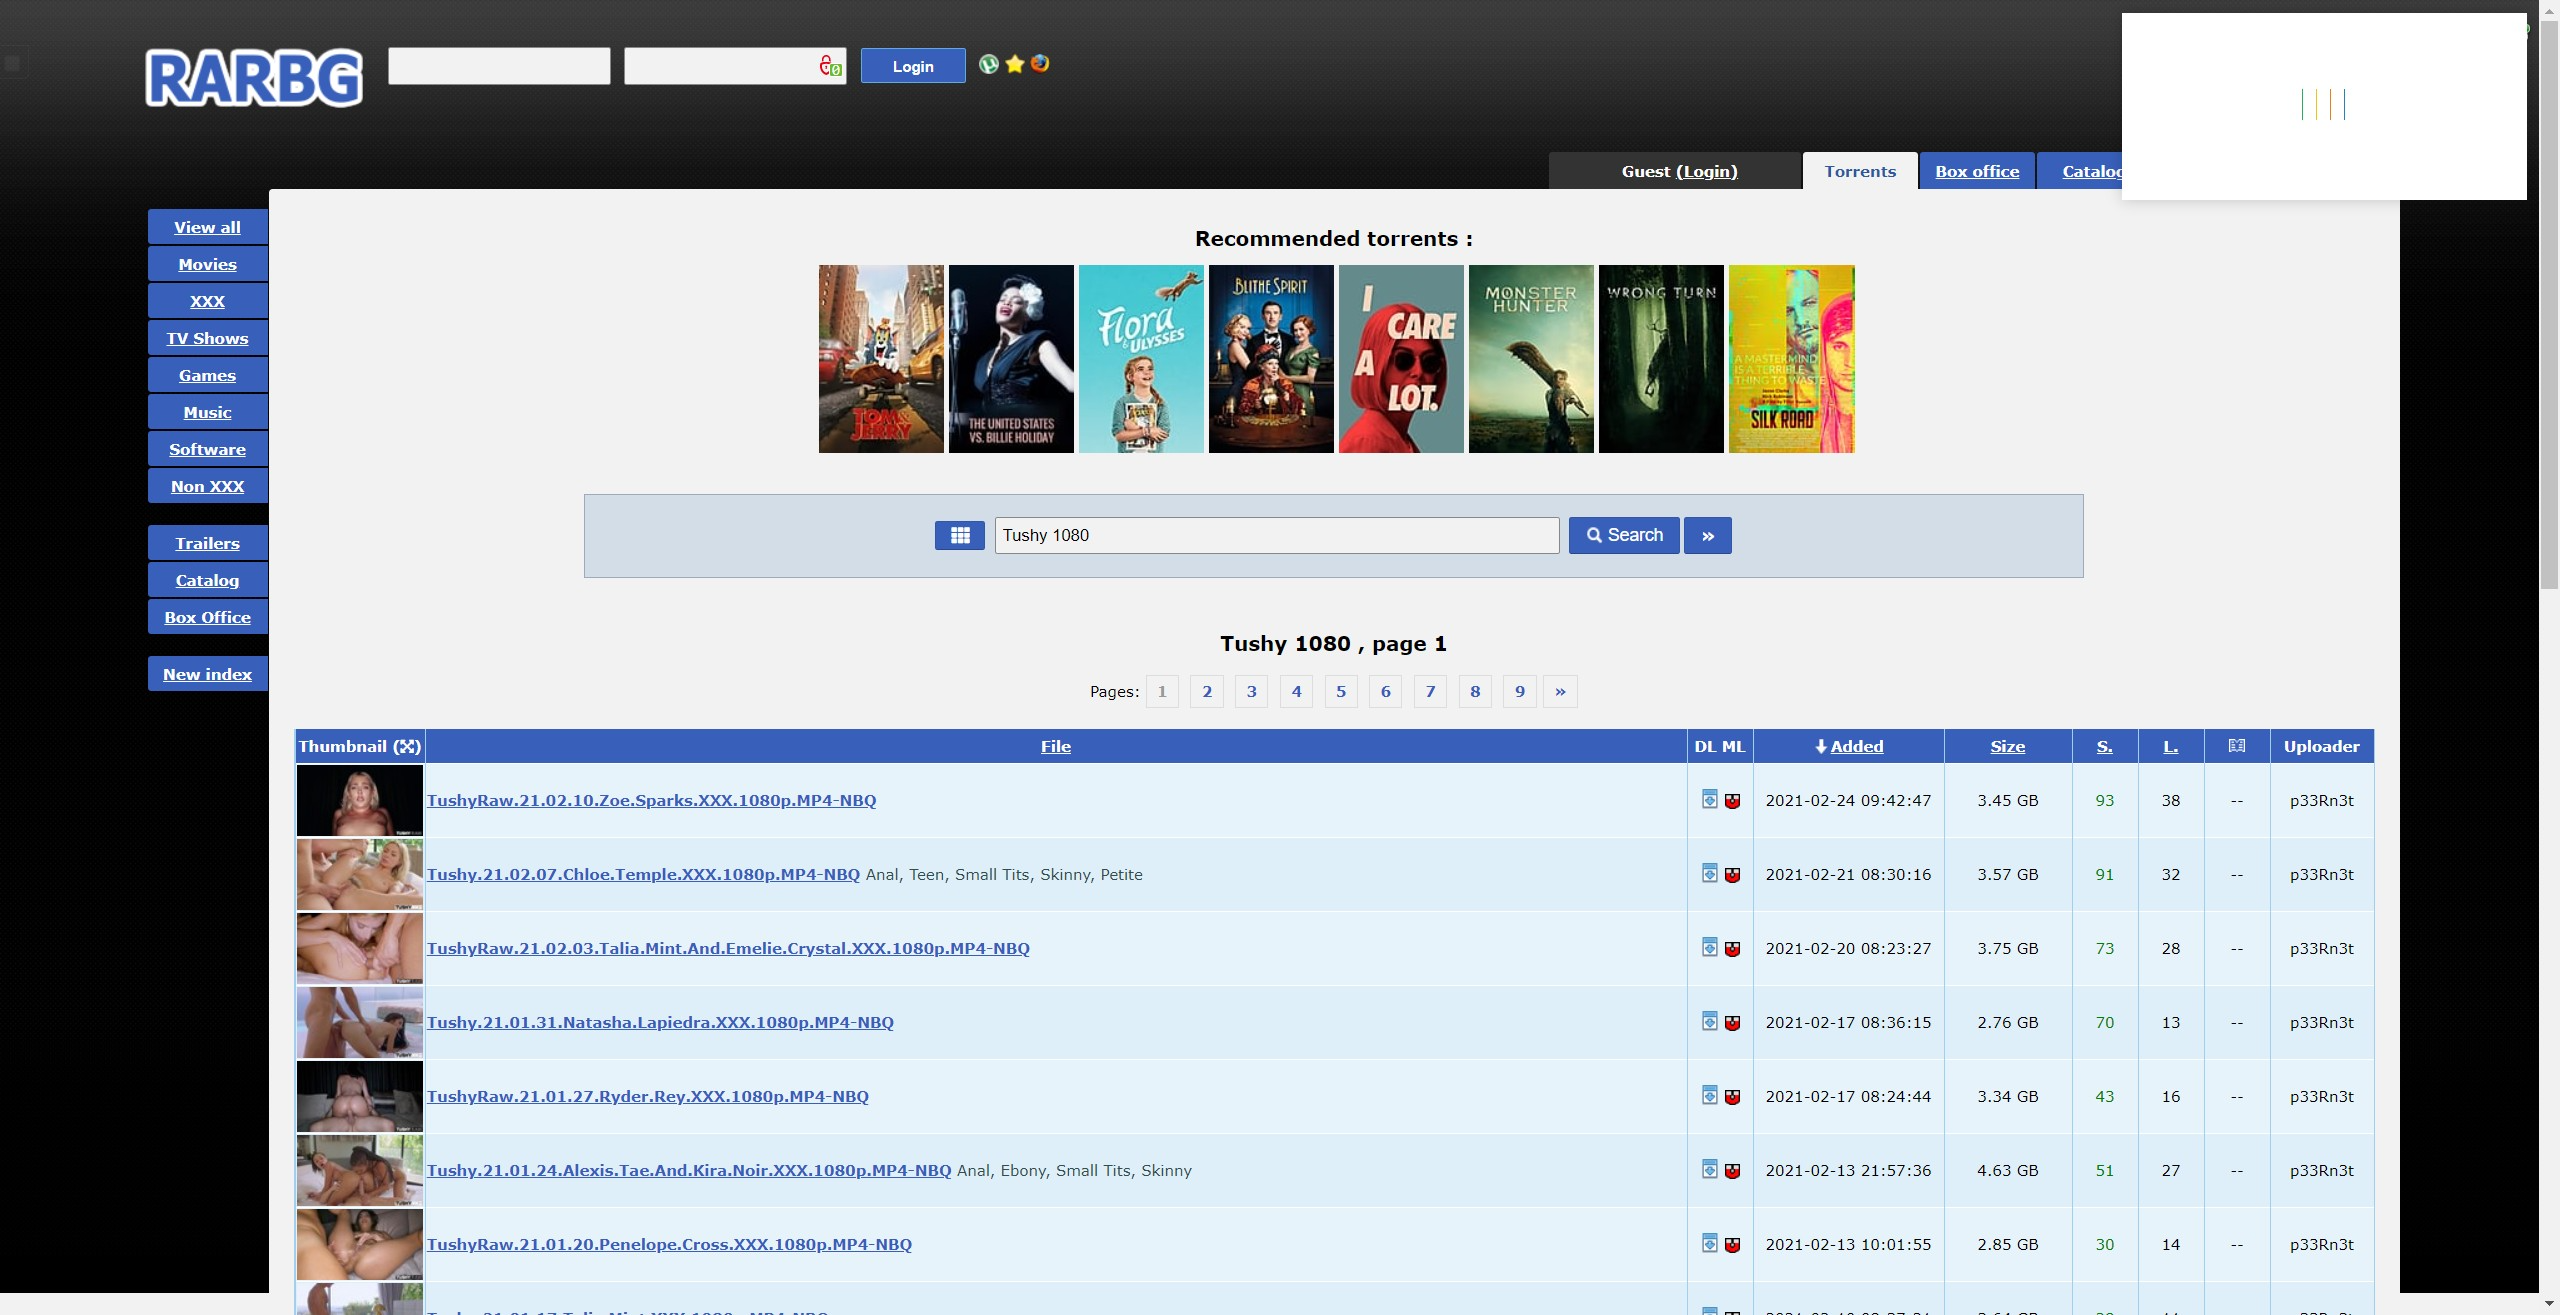 RARBG
Login
Guest (Login)
Torrents
Box office
View all
Movies
XXX
TV Shows
Games
Music
Software
Non XXX
Trailers
Catalog
Box Office
New index
Recommended torrents :
TOM & JERRY
THE UNITED STATES
VS. BILLIE HOLIDAY
Flora
& ULYSSES
BLITHE SPIRIT
I
CARE
A
LOT.
MONSTER
HUNTER
WRONG TURN
A MASTERMIND
IS A TERRIBLE
THING TO WASTE
SILK ROAD
Tushy 1080
Search
»
Tushy 1080 , page 1
Pages: 1 2 3 4 5 6 7 8 9 »
Thumbnail ( ) File DL ML Added Size S. L. Uploader
TushyRaw.21.02.10.Zoe.Sparks.XXX.1080p.MP4-NBQ 2021-02-24 09:42:47 3.45 GB 93 38 -- p33Rn3t
Tushy.21.02.07.Chloe.Temple.XXX.1080p.MP4-NBQ Anal, Teen, Small Tits, Skinny, Petite 2021-02-21 08:30:16 3.57 GB 91 32 -- p33Rn3t
TushyRaw.21.02.03.Talia.Mint.And.Emelie.Crystal.XXX.1080p.MP4-NBQ 2021-02-20 08:23:27 3.75 GB 73 28 -- p33Rn3t
Tushy.21.01.31.Natasha.Lapiedra.XXX.1080p.MP4-NBQ 2021-02-17 08:36:15 2.76 GB 70 13 -- p33Rn3t
TushyRaw.21.01.27.Ryder.Rey.XXX.1080p.MP4-NBQ 2021-02-17 08:24:44 3.34 GB 43 16 -- p33Rn3t
Tushy.21.01.24.Alexis.Tae.And.Kira.Noir.XXX.1080p.MP4-NBQ Anal, Ebony, Small Tits, Skinny 2021-02-13 21:57:36 4.63 GB 51 27 -- p33Rn3t
TushyRaw.21.01.20.Penelope.Cross.XXX.1080p.MP4-NBQ 2021-02-13 10:01:55 2.85 GB 30 14 -- p33Rn3t